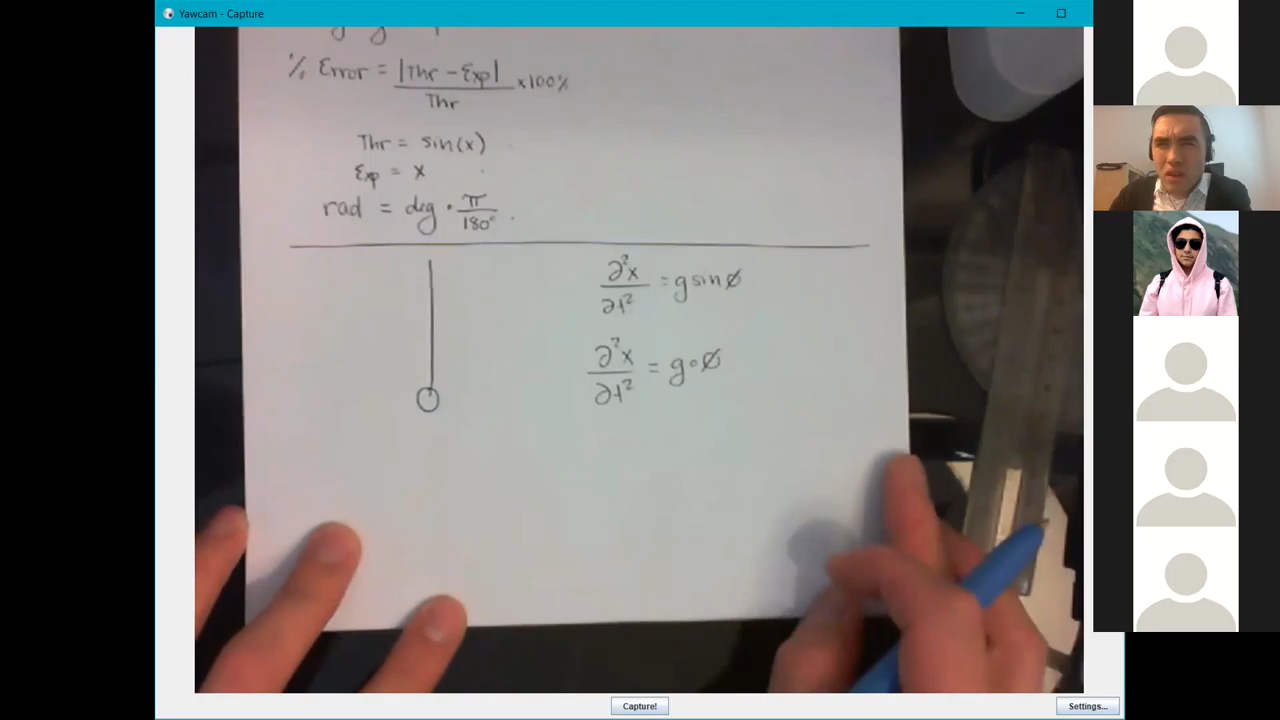 Yawcam - Capture
% Error = |Thr - Exp| / Thr × 100%
Thr = sin(x)
Exp = x
rad = deg · π/180°
∂²x/∂t² = g sin ∅
∂²x/∂t² = g · ∅
Capture!
Settings...